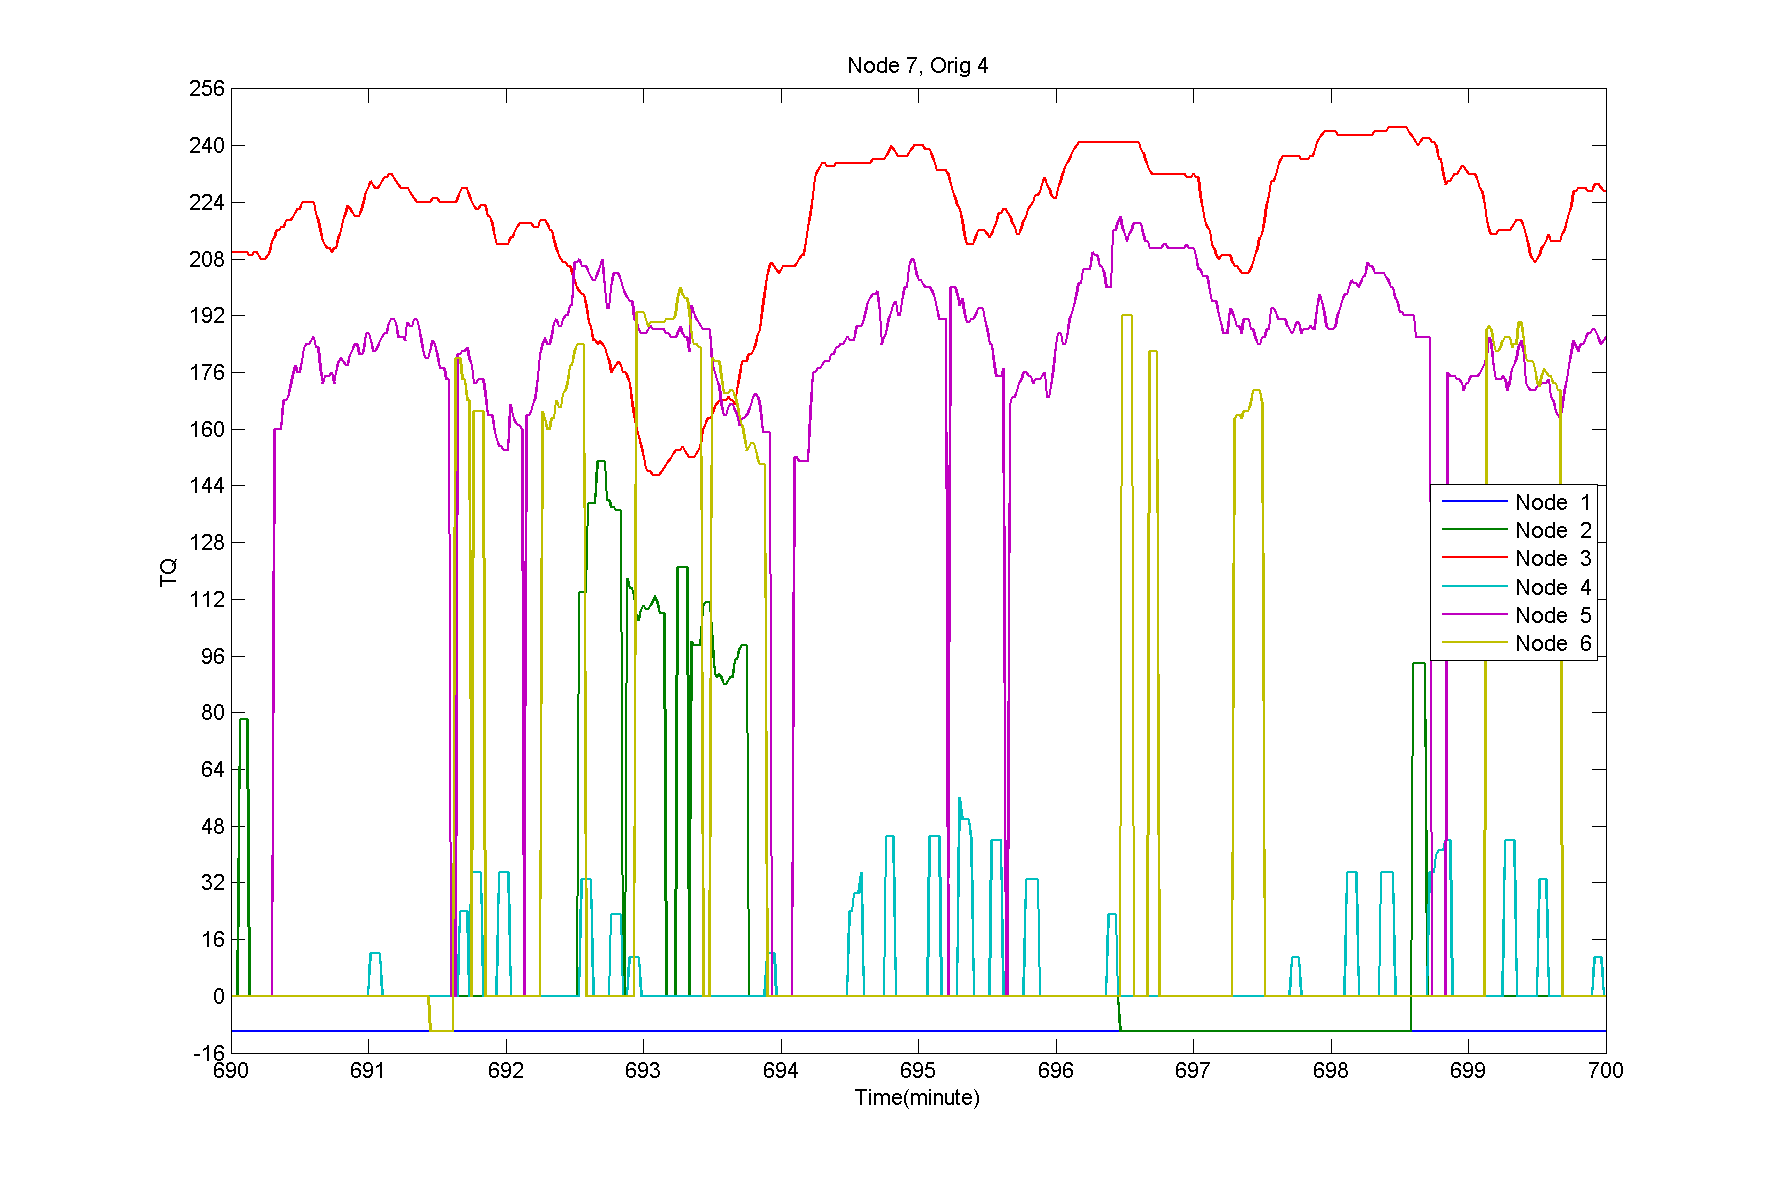 Node 7, Orig 4
256
240
224
208
192
176
160
144
128
112
96
80
64
48
32
16
0
-16
TQ
Node 1
Node 2
Node 3
Node 4
Node 5
Node 6
690 691 692 693 694 695 696 697 698 699 700
Time(minute)